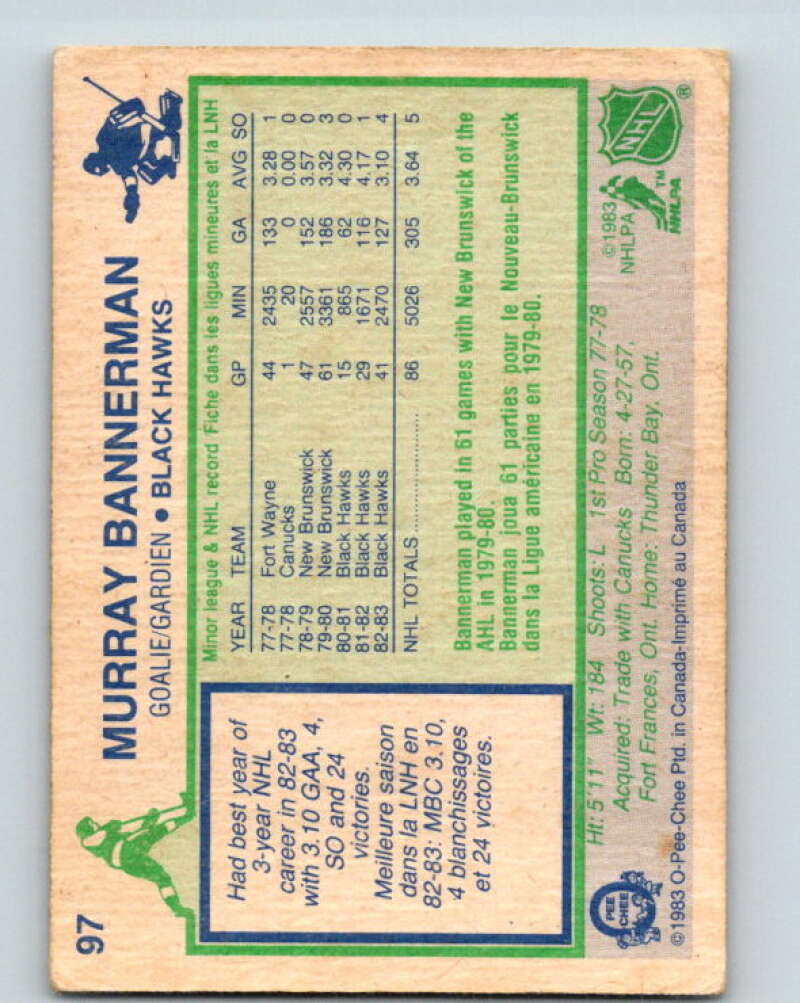 97
MURRAY BANNERMAN
GOALIE/GARDIEN • BLACK HAWKS
Had best year of
3-year NHL
career in 82-83
with 3.10 GAA, 4,
SO and 24
victories.
Meilleure saison
dans la LNH en
82-83: MBC 3.10,
4 blanchissages
et 24 victoires.
Minor league & NHL record/Fiche dans les ligues mineures et la LNH
YEAR TEAM GP MIN GA AVG SO
77-78 Fort Wayne 44 2435 133 3.28 1
77-78 Canucks 1 20 0 0.00 0
78-79 New Brunswick 47 2557 152 3.57 0
79-80 New Brunswick 61 3361 186 3.32 3
80-81 Black Hawks 15 865 62 4.30 0
81-82 Black Hawks 29 1671 116 4.17 1
82-83 Black Hawks 41 2470 127 3.10 4
NHL TOTALS .................... 86 5026 305 3.64 5
Bannerman played in 61 games with New Brunswick of the
AHL in 1979-80.
Bannerman joua 61 parties pour le Nouveau-Brunswick
dans la Ligue américaine en 1979-80.
Ht: 5'11" Wt: 184 Shoots: L 1st Pro Season 77-78
Acquired: Trade with Canucks Born: 4-27-57,
Fort Frances, Ont. Home: Thunder Bay, Ont.
©1983
NHLPA
NHLPA™
NHL®
PEE
CHEE
©1983 O-Pee-Chee Ptd. in Canada-Imprimé au Canada